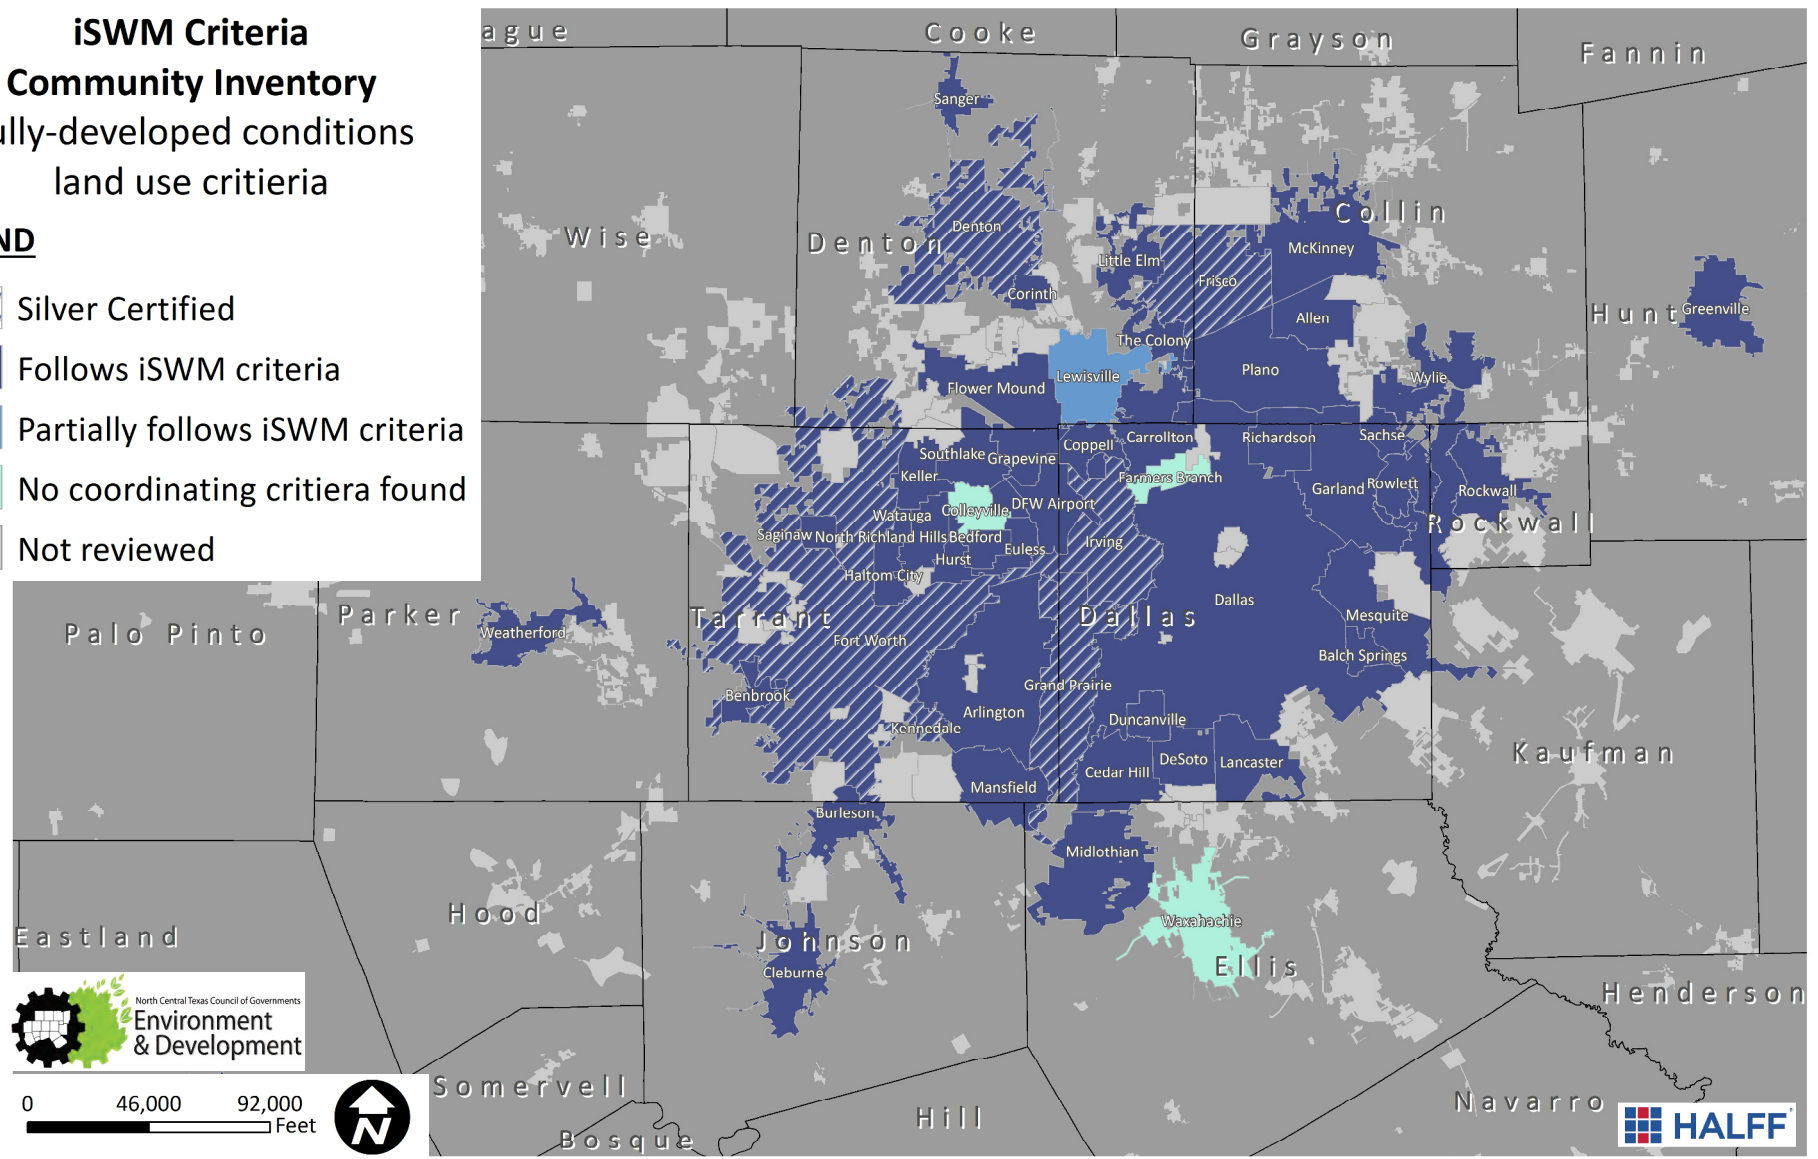 iSWM Criteria
Community Inventory
ully-developed conditions
land use critieria
ND
Silver Certified
Follows iSWM criteria
Partially follows iSWM criteria
No coordinating critiera found
Not reviewed
ague
Cooke
Grayson
Fannin
Sanger
Wise
Denton
Denton
Collin
McKinney
Little Elm
Frisco
Corinth
Allen
Hunt
Greenville
The Colony
Lewisville
Plano
Wylie
Flower Mound
Coppell
Carrollton
Richardson
Sachse
Southlake
Grapevine
Keller
Farmers Branch
Garland
Rowlett
Rockwall
Rockwall
Colleyville
DFW Airport
Watauga
Saginaw
North Richland Hills
Bedford
Euless
Irving
Hurst
Haltom City
Palo Pinto
Parker
Weatherford
Tarrant
Fort Worth
Dallas
Dallas
Mesquite
Balch Springs
Benbrook
Grand Prairie
Arlington
Kennedale
Duncanville
DeSoto
Lancaster
Cedar Hill
Mansfield
Kaufman
Burleson
Midlothian
Hood
Johnson
Cleburne
Waxahachie
Ellis
Eastland
Henderson
North Central Texas Council of Governments
Environment
& Development
0 46,000 92,000
Feet
N
Somervell
Bosque
Hill
Navarro
HALFF